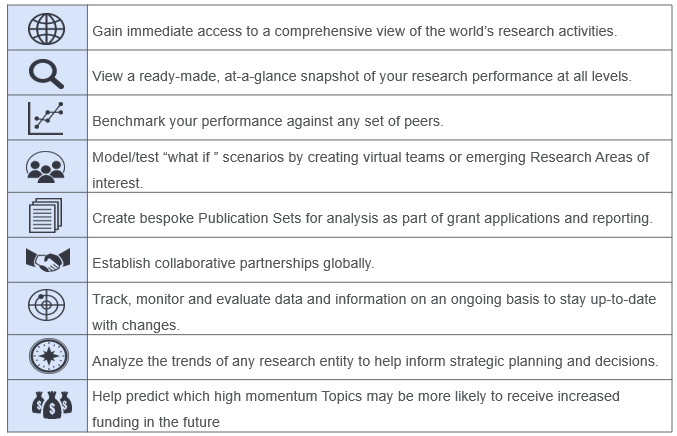 Gain immediate access to a comprehensive view of the world’s research activities.
View a ready-made, at-a-glance snapshot of your research performance at all levels.
Benchmark your performance against any set of peers.
Model/test “what if ” scenarios by creating virtual teams or emerging Research Areas of
interest.
Create bespoke Publication Sets for analysis as part of grant applications and reporting.
Establish collaborative partnerships globally.
Track, monitor and evaluate data and information on an ongoing basis to stay up-to-date
with changes.
Analyze the trends of any research entity to help inform strategic planning and decisions.
$ $ $
Help predict which high momentum Topics may be more likely to receive increased
funding in the future